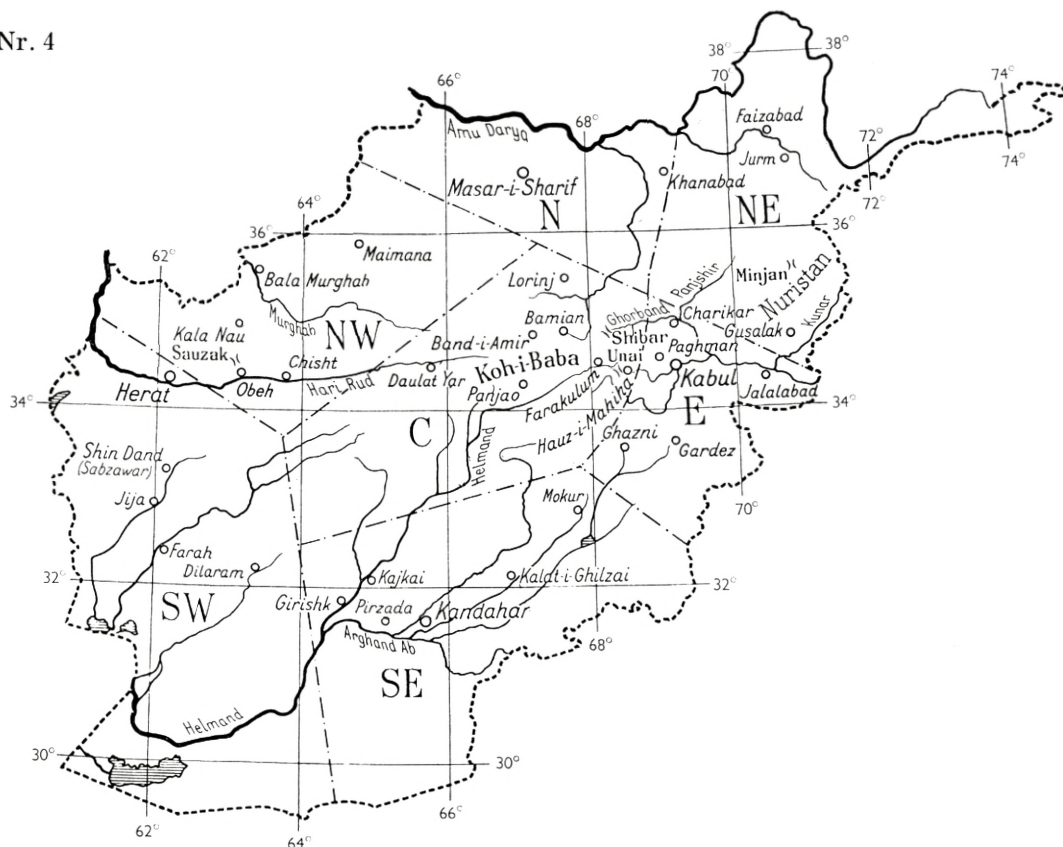 Nr. 4
38°
38°
70°
74°
66°
68°
Amu Darya
Faizabad
72°
74°
Jurm
72°
Masar-i-Sharif
Khanabad
64°
N
NE
36°
36°
62°
Maimana
Bala Murghab
Lorinj
Minjan
Nuristan
Panjshir
Ghorband
Kunar
Murghab
NW
Bamian
Charikar
Gusalak
Kala Nau
Sauzak
Band-i-Amir
Shibar
Paghman
Chisht
Koh-i-Baba
Unai
Herat
Obeh
Hari-Rud
Daulat Yar
Panjao
Farakulum
Kabul
Jalalabad
34°
34°
C
Hauz-i-Mahiha
E
Helmand
Ghazni
Gardez
Shin Dand
(Sabzawar)
Jija
Mokur
70°
Farah
Dilaram
32°
Kajkai
Kalat-i-Ghilzai
32°
SW
Girishk
Pirzada
Kandahar
Arghand Ab
68°
SE
Helmand
30°
30°
62°
64°
66°